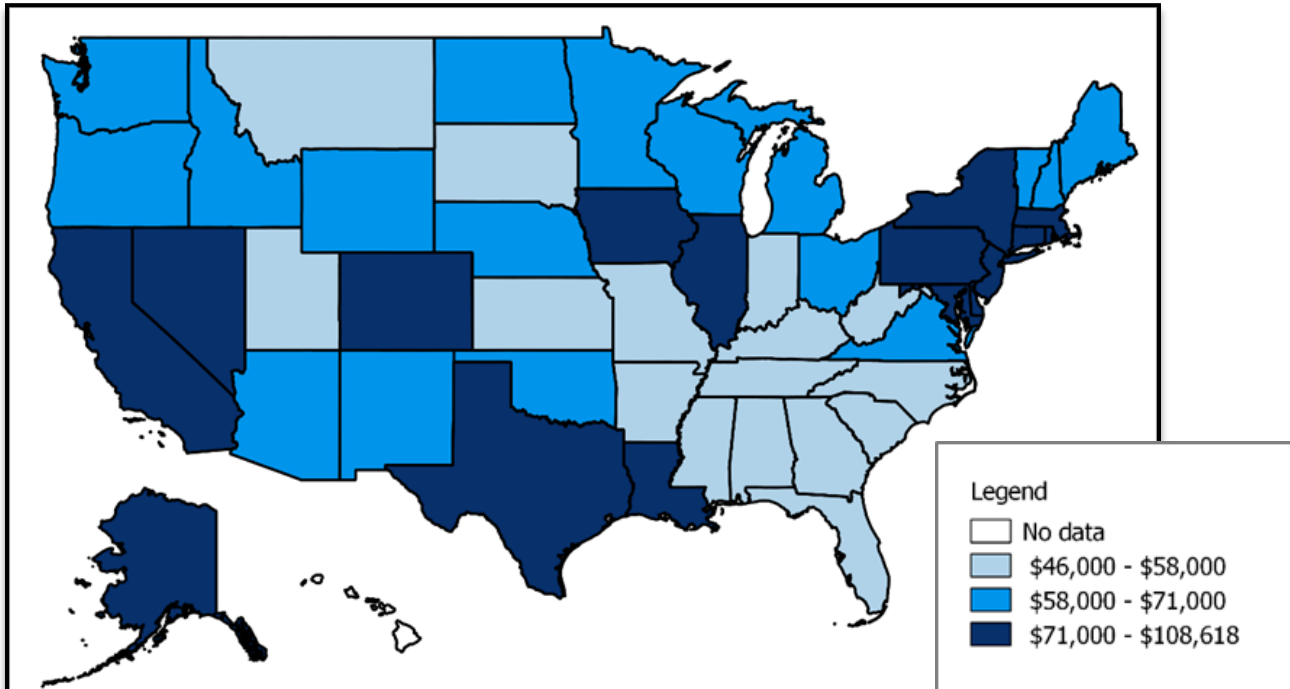 Legend
No data
$46,000 - $58,000
$58,000 - $71,000
$71,000 - $108,618